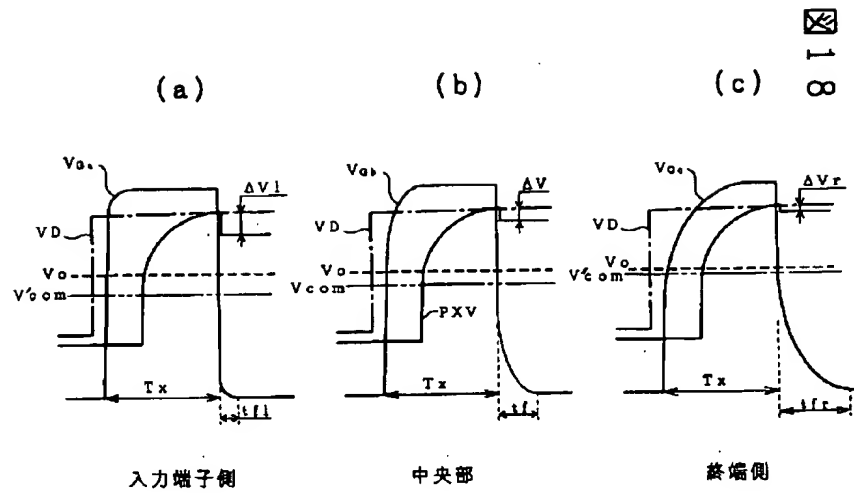 図18
(a)
(b)
(c)
VGa
ΔVl
VD
Vo
V'com
Tx
tfl
入力端子側
VGb
ΔV
VD
Vo
Vcom
PXV
Tx
tf
中央部
VGc
ΔVr
VD
Vo
V'com
Tx
tfr
終端側